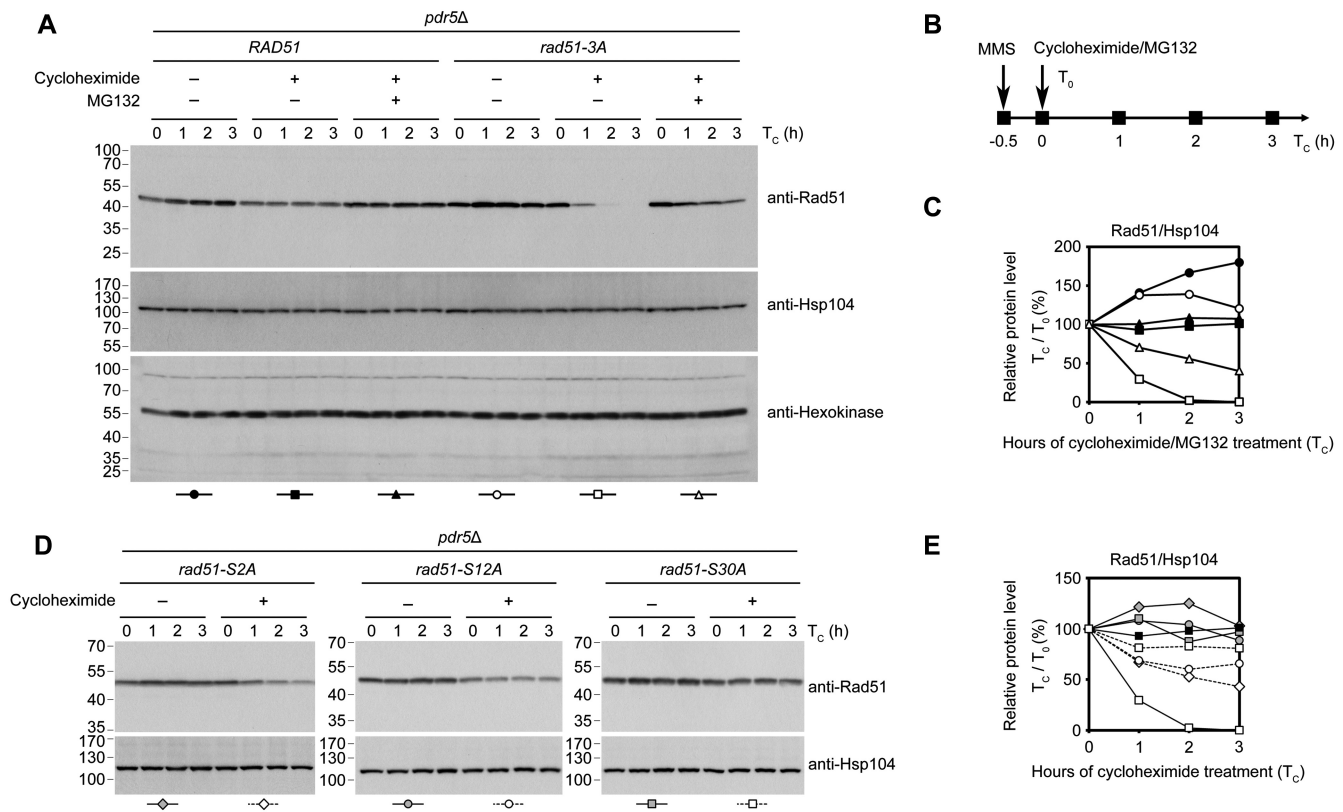 A
pdr5Δ
RAD51 rad51-3A
Cycloheximide – + + – + +
MG132 – – + – – +
0 1 2 3 0 1 2 3 0 1 2 3 0 1 2 3 0 1 2 3 0 1 2 3 TC (h)
100
70
55
40
35
25
anti-Rad51
170
130
100
70
55
anti-Hsp104
100
70
55
40
35
25
anti-Hexokinase
B
MMS Cycloheximide/MG132
T0
-0.5 0 1 2 3 TC (h)
C
Rad51/Hsp104
Relative protein level
TC / T0 (%)
200
150
100
50
0
0 1 2 3
Hours of cycloheximide/MG132 treatment (TC)
D
pdr5Δ
rad51-S2A rad51-S12A rad51-S30A
Cycloheximide – + – + – +
0 1 2 3 0 1 2 3 0 1 2 3 0 1 2 3 0 1 2 3 0 1 2 3 TC (h)
70
55
40
35
70
55
40
35
70
55
40
35
anti-Rad51
170
130
100
170
130
100
170
130
100
anti-Hsp104
E
Rad51/Hsp104
Relative protein level
TC / T0 (%)
150
100
50
0
0 1 2 3
Hours of cycloheximide treatment (TC)